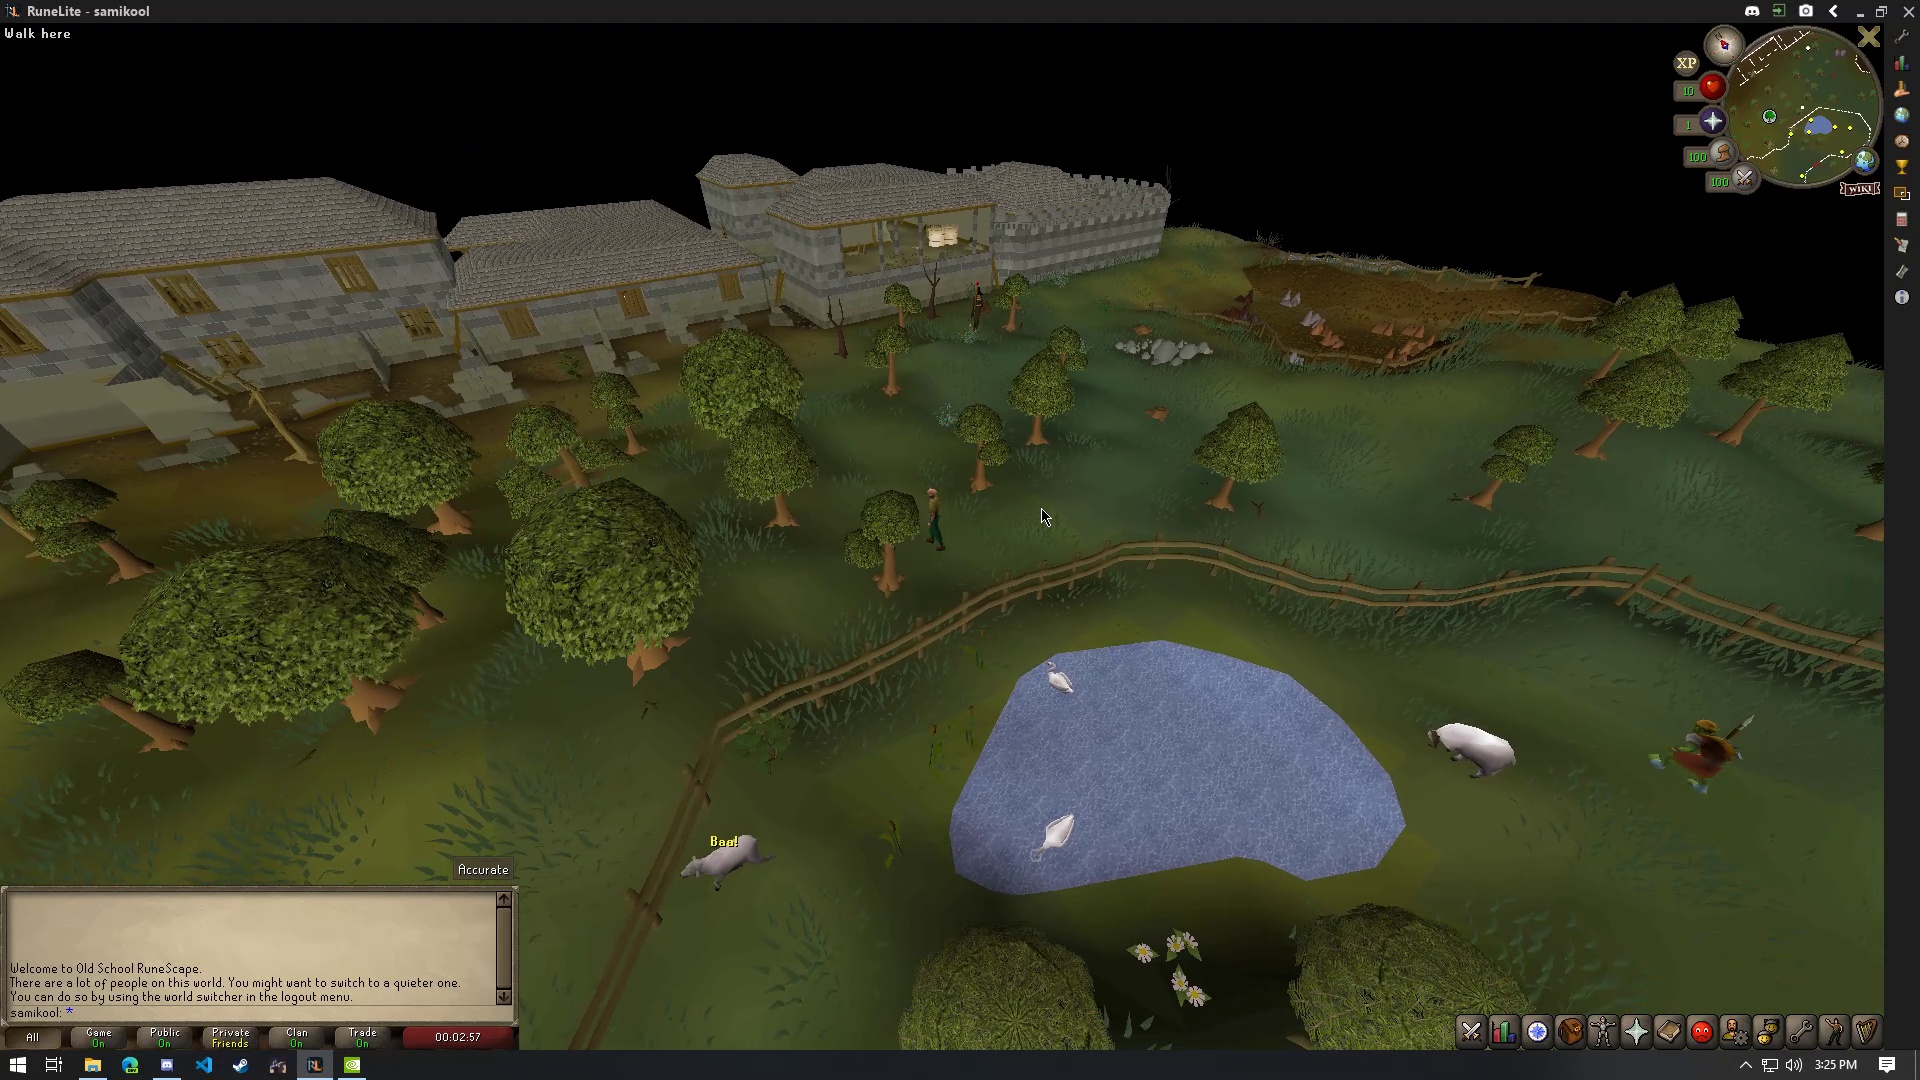 RuneLite - samikool
Walk here
XP
10
1
100
100
WIKI
Baa!
Accurate
Welcome to Old School RuneScape.
There are a lot of people on this world. You might want to switch to a quieter one.
You can do so by using the world switcher in the logout menu.
samikool: *
All
Game
On
Public
On
Private
Friends
Clan
On
Trade
On
00:02:57
3:25 PM